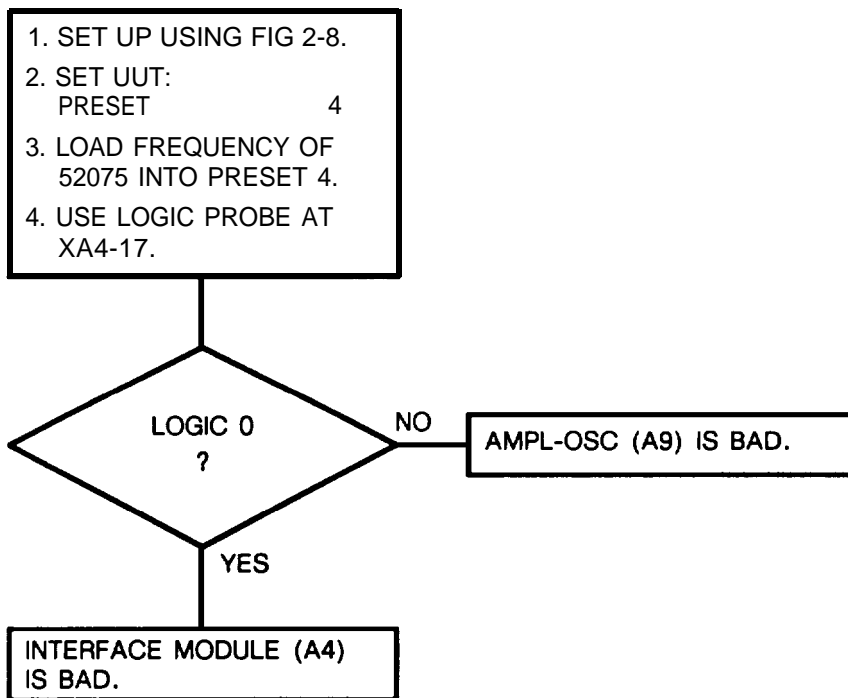 1. SET UP USING FIG 2-8.
2. SET UUT:
PRESET 4
3. LOAD FREQUENCY OF
52075 INTO PRESET 4.
4. USE LOGIC PROBE AT
XA4-17.
LOGIC 0
?
NO
AMPL-OSC (A9) IS BAD.
YES
INTERFACE MODULE (A4)
IS BAD.